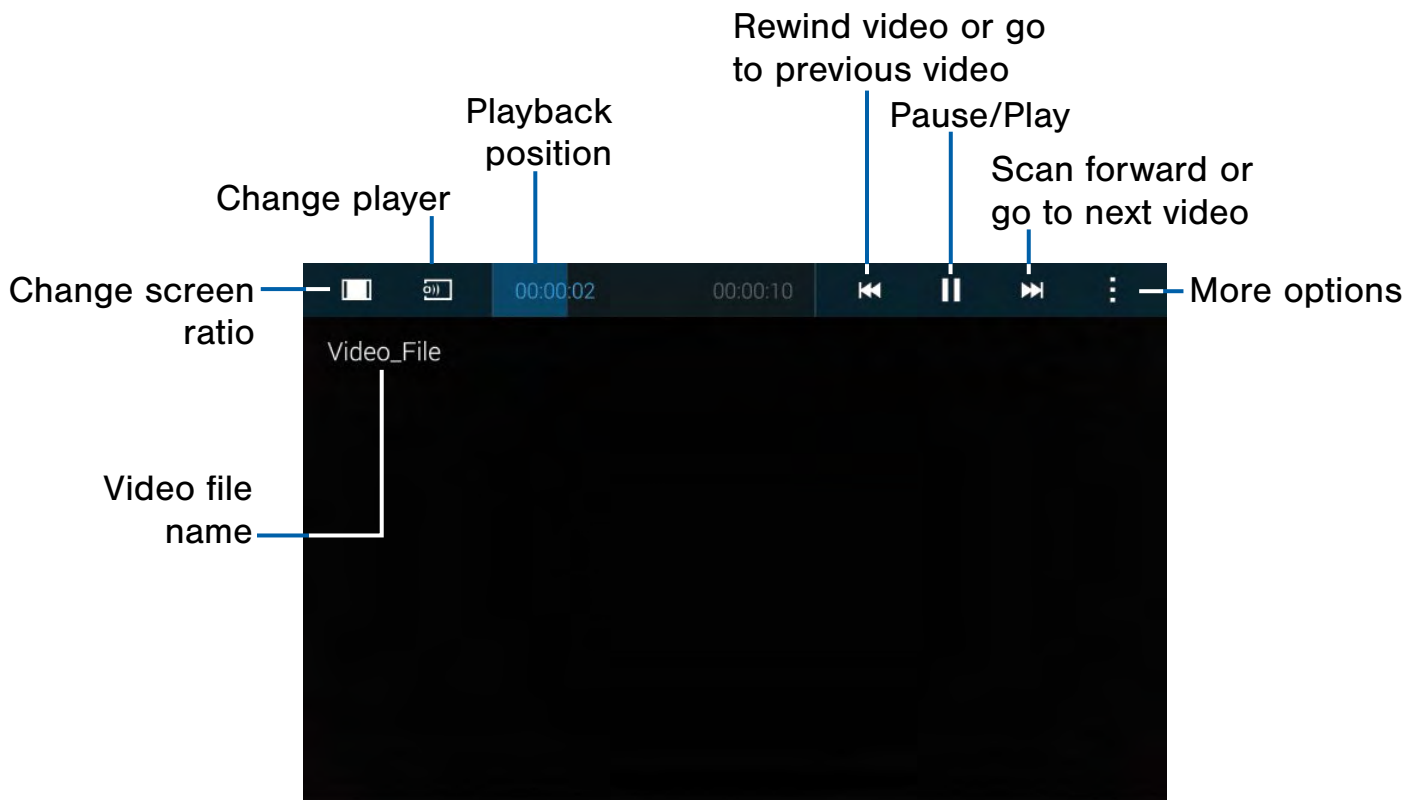 Rewind video or go
to previous video
Playback
position
Pause/Play
Scan forward or
go to next video
Change player
Change screen
ratio
00:00:02
00:00:10
More options
Video_File
Video file
name